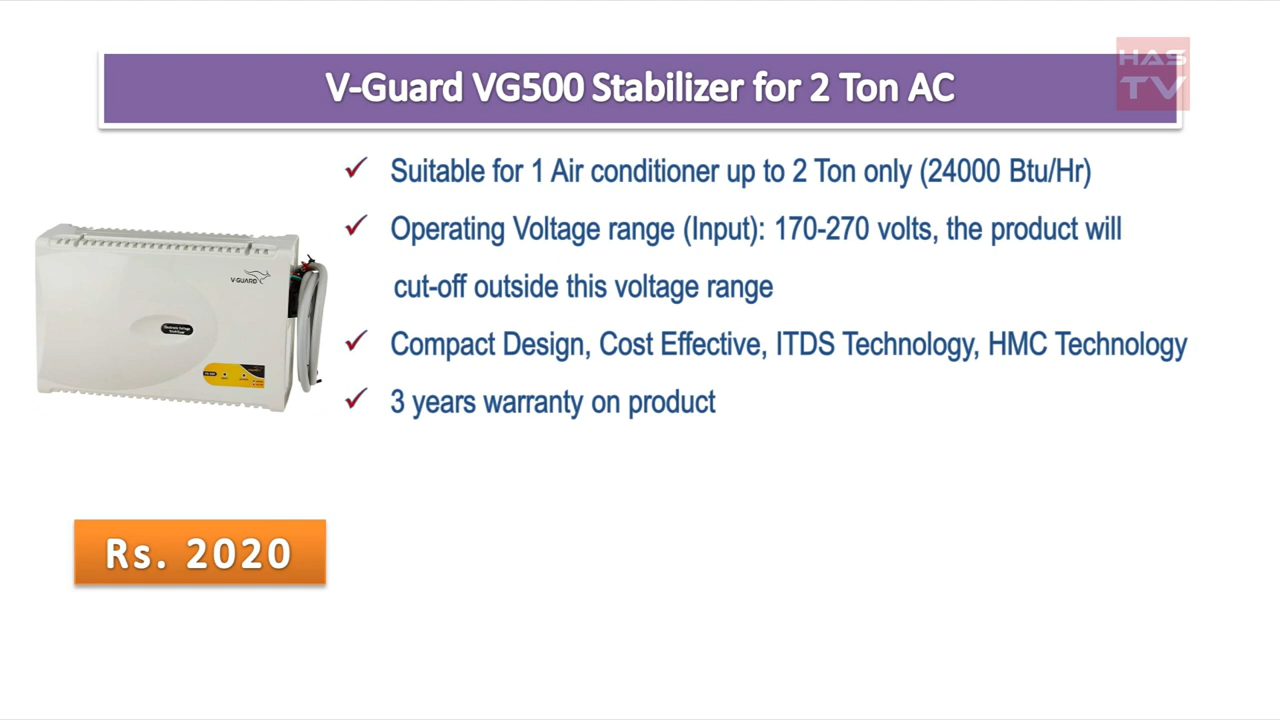 V-Guard VG500 Stabilizer for 2 Ton AC
HAS
TV
✓ Suitable for 1 Air conditioner up to 2 Ton only (24000 Btu/Hr)
✓ Operating Voltage range (Input): 170-270 volts, the product will
cut-off outside this voltage range
✓ Compact Design, Cost Effective, ITDS Technology, HMC Technology
✓ 3 years warranty on product
V-GUARD
Rs. 2020